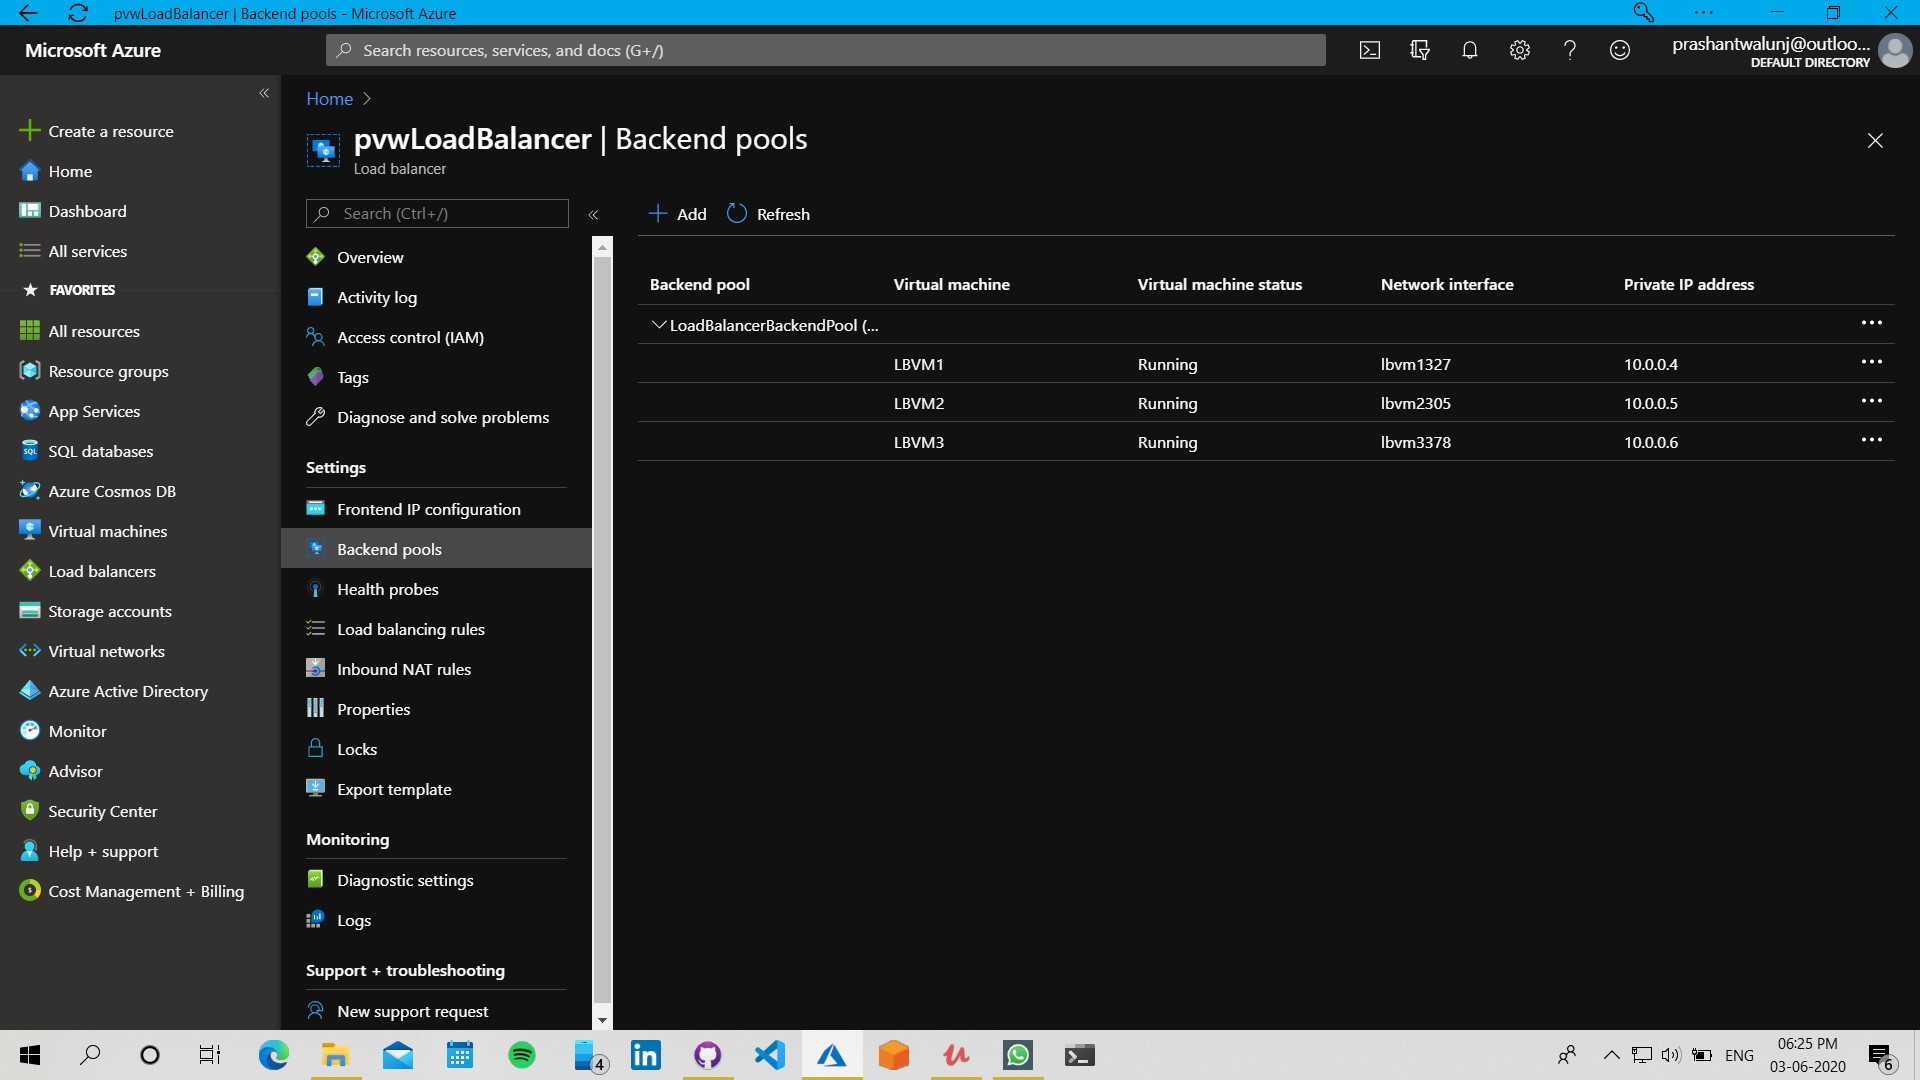 pvwLoadBalancer | Backend pools - Microsoft Azure
Microsoft Azure
Search resources, services, and docs (G+/)
prashantwalunj@outloo...
DEFAULT DIRECTORY
Create a resource
Home
Dashboard
All services
FAVORITES
All resources
Resource groups
App Services
SQL databases
Azure Cosmos DB
Virtual machines
Load balancers
Storage accounts
Virtual networks
Azure Active Directory
Monitor
Advisor
Security Center
Help + support
Cost Management + Billing
Home >
pvwLoadBalancer | Backend pools
Load balancer
Search (Ctrl+/)
Overview
Activity log
Access control (IAM)
Tags
Diagnose and solve problems
Settings
Frontend IP configuration
Backend pools
Health probes
Load balancing rules
Inbound NAT rules
Properties
Locks
Export template
Monitoring
Diagnostic settings
Logs
Support + troubleshooting
New support request
Add Refresh
Backend pool Virtual machine Virtual machine status Network interface Private IP address
LoadBalancerBackendPool (...
LBVM1 Running lbvm1327 10.0.0.4
LBVM2 Running lbvm2305 10.0.0.5
LBVM3 Running lbvm3378 10.0.0.6
4
ENG
06:25 PM
03-06-2020
6